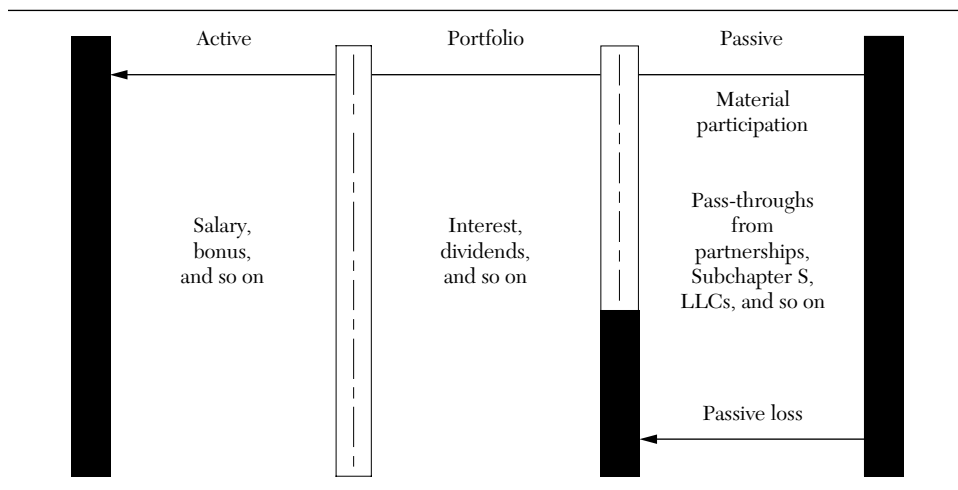 Active
Portfolio
Passive
Material
participation
Salary,
bonus,
and so on
Interest,
dividends,
and so on
Pass-throughs
from
partnerships,
Subchapter S,
LLCs, and so on
Passive loss